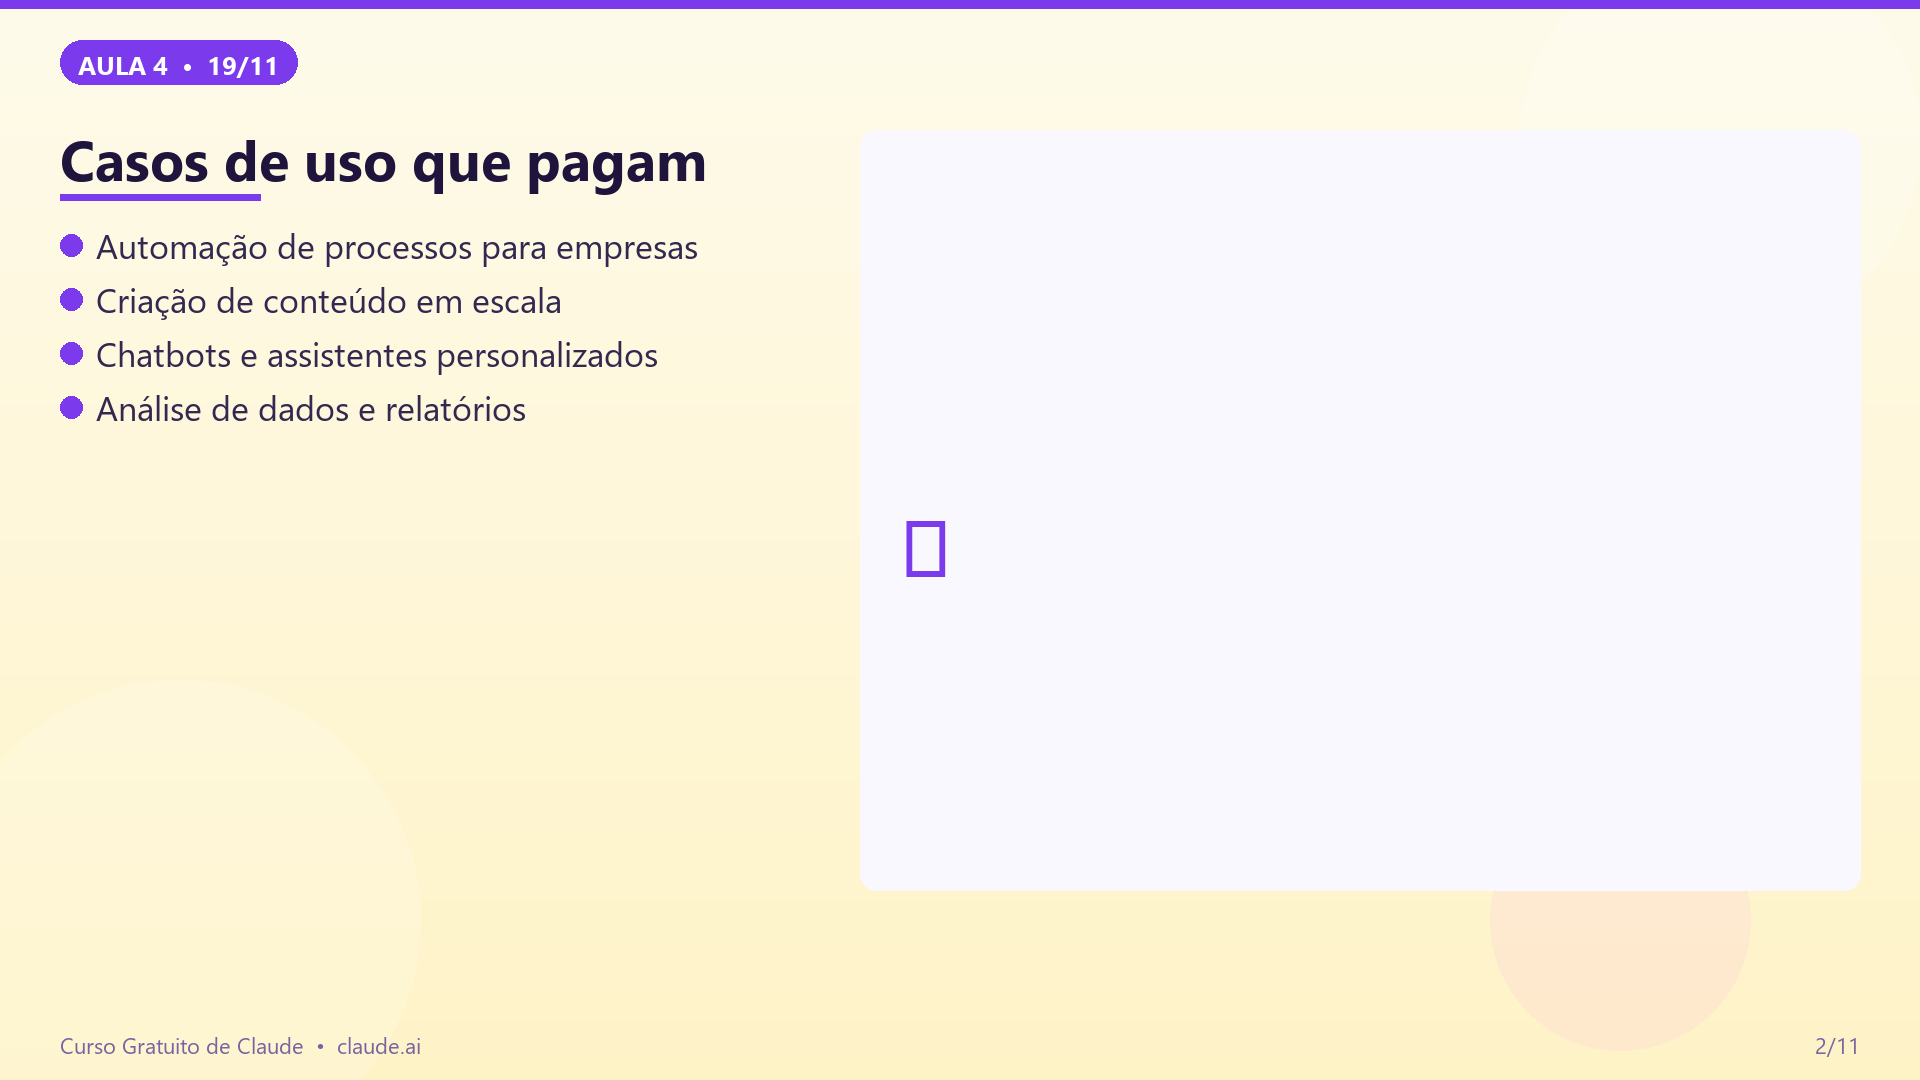 AULA 4 • 19/11
Casos de uso que pagam
Automação de processos para empresas
Criação de conteúdo em escala
Chatbots e assistentes personalizados
Análise de dados e relatórios
Curso Gratuito de Claude • claude.ai
2/11